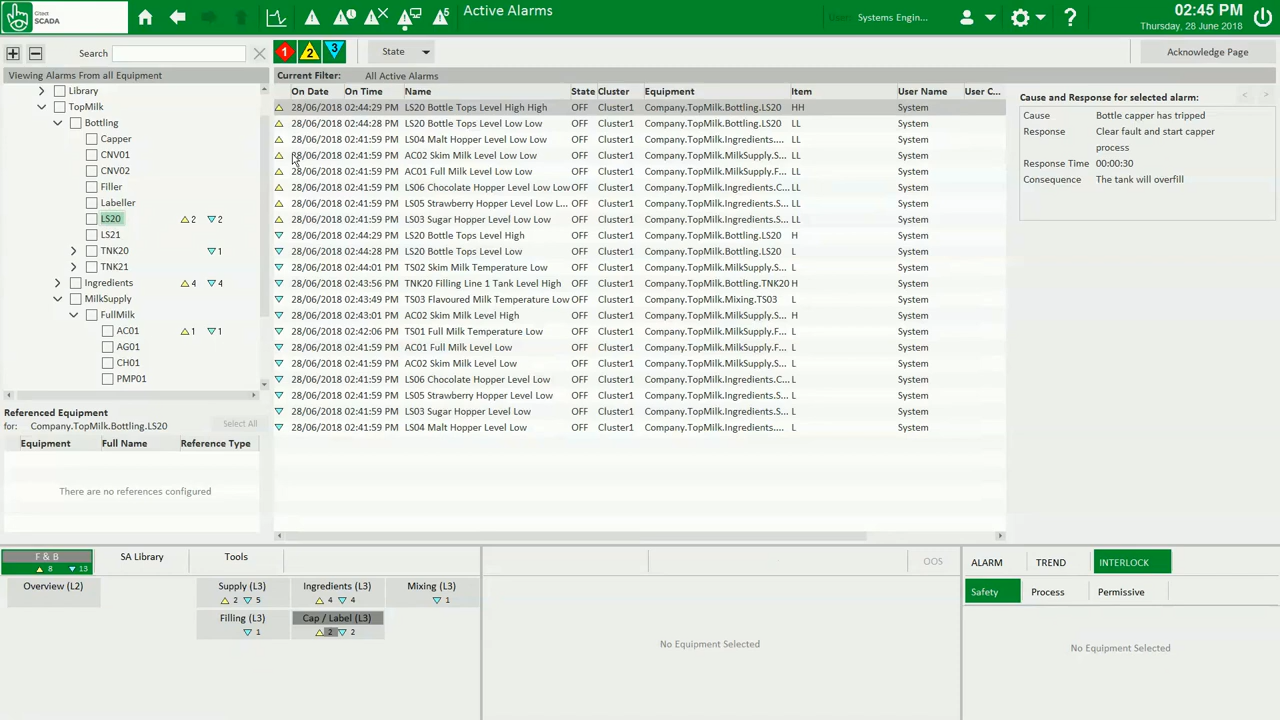 Citect
SCADA
5
Active Alarms
User: Systems Engin...
?
02:45 PM
Thursday, 28 June 2018
Search
1 2 3
State
Acknowledge Page
Viewing Alarms From all Equipment
Current Filter: All Active Alarms
Library
TopMilk
Bottling
Capper
CNV01
CNV02
Filler
Labeller
LS20 2 2
LS21
TNK20 1
TNK21
Ingredients 4 4
MilkSupply
FullMilk
AC01 1 1
AG01
CH01
PMP01
Referenced Equipment
for: Company.TopMilk.Bottling.LS20 Select All
Equipment Full Name Reference Type
There are no references configured
On Date On Time Name State Cluster Equipment Item User Name User C...
28/06/2018 02:44:29 PM LS20 Bottle Tops Level High High OFF Cluster1 Company.TopMilk.Bottling.LS20 HH System
28/06/2018 02:44:28 PM LS20 Bottle Tops Level Low Low OFF Cluster1 Company.TopMilk.Bottling.LS20 LL System
28/06/2018 02:41:59 PM LS04 Malt Hopper Level Low Low OFF Cluster1 Company.TopMilk.Ingredients.... LL System
28/06/2018 02:41:59 PM AC02 Skim Milk Level Low Low OFF Cluster1 Company.TopMilk.MilkSupply.S... LL System
28/06/2018 02:41:59 PM AC01 Full Milk Level Low Low OFF Cluster1 Company.TopMilk.MilkSupply.F... LL System
28/06/2018 02:41:59 PM LS06 Chocolate Hopper Level Low Low OFF Cluster1 Company.TopMilk.Ingredients.C... LL System
28/06/2018 02:41:59 PM LS05 Strawberry Hopper Level Low L... OFF Cluster1 Company.TopMilk.Ingredients.S... LL System
28/06/2018 02:41:59 PM LS03 Sugar Hopper Level Low Low OFF Cluster1 Company.TopMilk.Ingredients.S... LL System
28/06/2018 02:44:29 PM LS20 Bottle Tops Level High OFF Cluster1 Company.TopMilk.Bottling.LS20 H System
28/06/2018 02:44:28 PM LS20 Bottle Tops Level Low OFF Cluster1 Company.TopMilk.Bottling.LS20 L System
28/06/2018 02:44:01 PM TS02 Skim Milk Temperature Low OFF Cluster1 Company.TopMilk.MilkSupply.S... L System
28/06/2018 02:43:56 PM TNK20 Filling Line 1 Tank Level High OFF Cluster1 Company.TopMilk.Bottling.TNK20 H System
28/06/2018 02:43:49 PM TS03 Flavoured Milk Temperature Low OFF Cluster1 Company.TopMilk.Mixing.TS03 L System
28/06/2018 02:43:01 PM AC02 Skim Milk Level High OFF Cluster1 Company.TopMilk.MilkSupply.S... H System
28/06/2018 02:42:06 PM TS01 Full Milk Temperature Low OFF Cluster1 Company.TopMilk.MilkSupply.F... L System
28/06/2018 02:41:59 PM AC01 Full Milk Level Low OFF Cluster1 Company.TopMilk.MilkSupply.F... L System
28/06/2018 02:41:59 PM AC02 Skim Milk Level Low OFF Cluster1 Company.TopMilk.MilkSupply.S... L System
28/06/2018 02:41:59 PM LS06 Chocolate Hopper Level Low OFF Cluster1 Company.TopMilk.Ingredients.C... L System
28/06/2018 02:41:59 PM LS05 Strawberry Hopper Level Low OFF Cluster1 Company.TopMilk.Ingredients.S... L System
28/06/2018 02:41:59 PM LS03 Sugar Hopper Level Low OFF Cluster1 Company.TopMilk.Ingredients.S... L System
28/06/2018 02:41:59 PM LS04 Malt Hopper Level Low OFF Cluster1 Company.TopMilk.Ingredients.... L System
Cause and Response for selected alarm:
Cause Bottle capper has tripped
Response Clear fault and start capper
process
Response Time 00:00:30
Consequence The tank will overfill
F & B SA Library Tools
8 13
Overview (L2) Supply (L3) Ingredients (L3) Mixing (L3)
2 5 4 4 1
Filling (L3) Cap / Label (L3)
1 2 2
OOS
No Equipment Selected
ALARM TREND INTERLOCK
Safety Process Permissive
No Equipment Selected